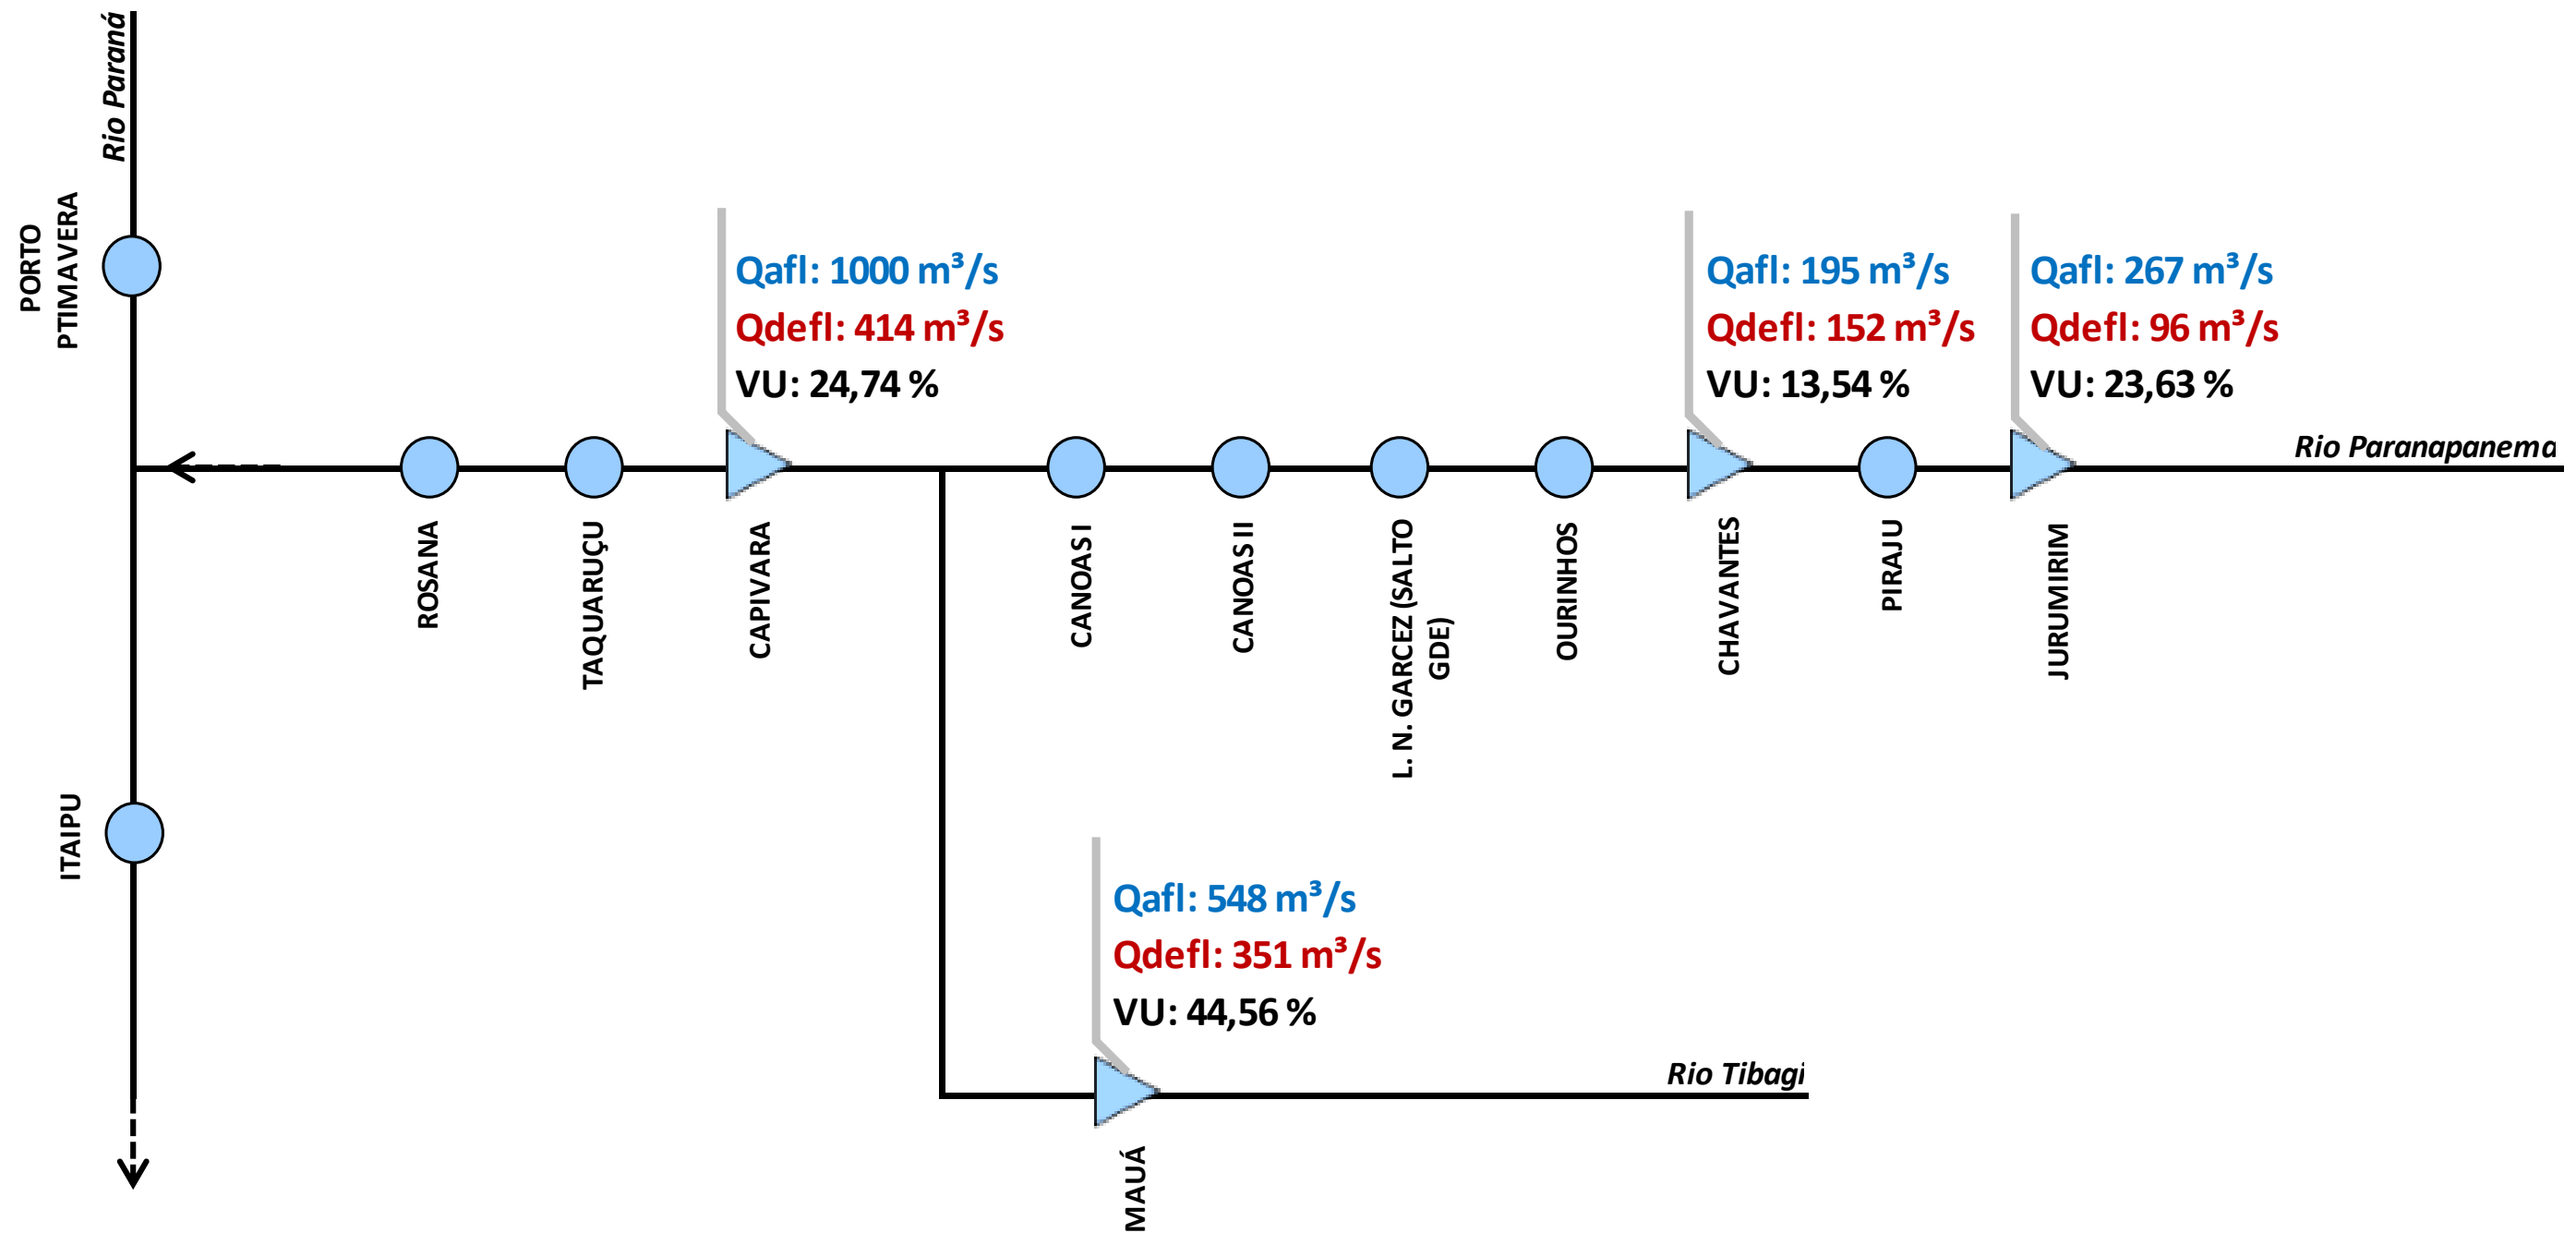 Rio Paraná
PORTO
PTIMAVERA
Qafl: 1000 m³/s
Qdefl: 414 m³/s
VU: 24,74 %
Qafl: 195 m³/s
Qdefl: 152 m³/s
VU: 13,54 %
Qafl: 267 m³/s
Qdefl: 96 m³/s
VU: 23,63 %
Rio Paranapanema
ROSANA
TAQUARUÇU
CAPIVARA
CANOAS I
CANOAS II
L. N. GARCEZ (SALTO
GDE)
OURINHOS
CHAVANTES
PIRAJU
JURUMIRIM
ITAIPU
Qafl: 548 m³/s
Qdefl: 351 m³/s
VU: 44,56 %
Rio Tibagi
MAUÁ